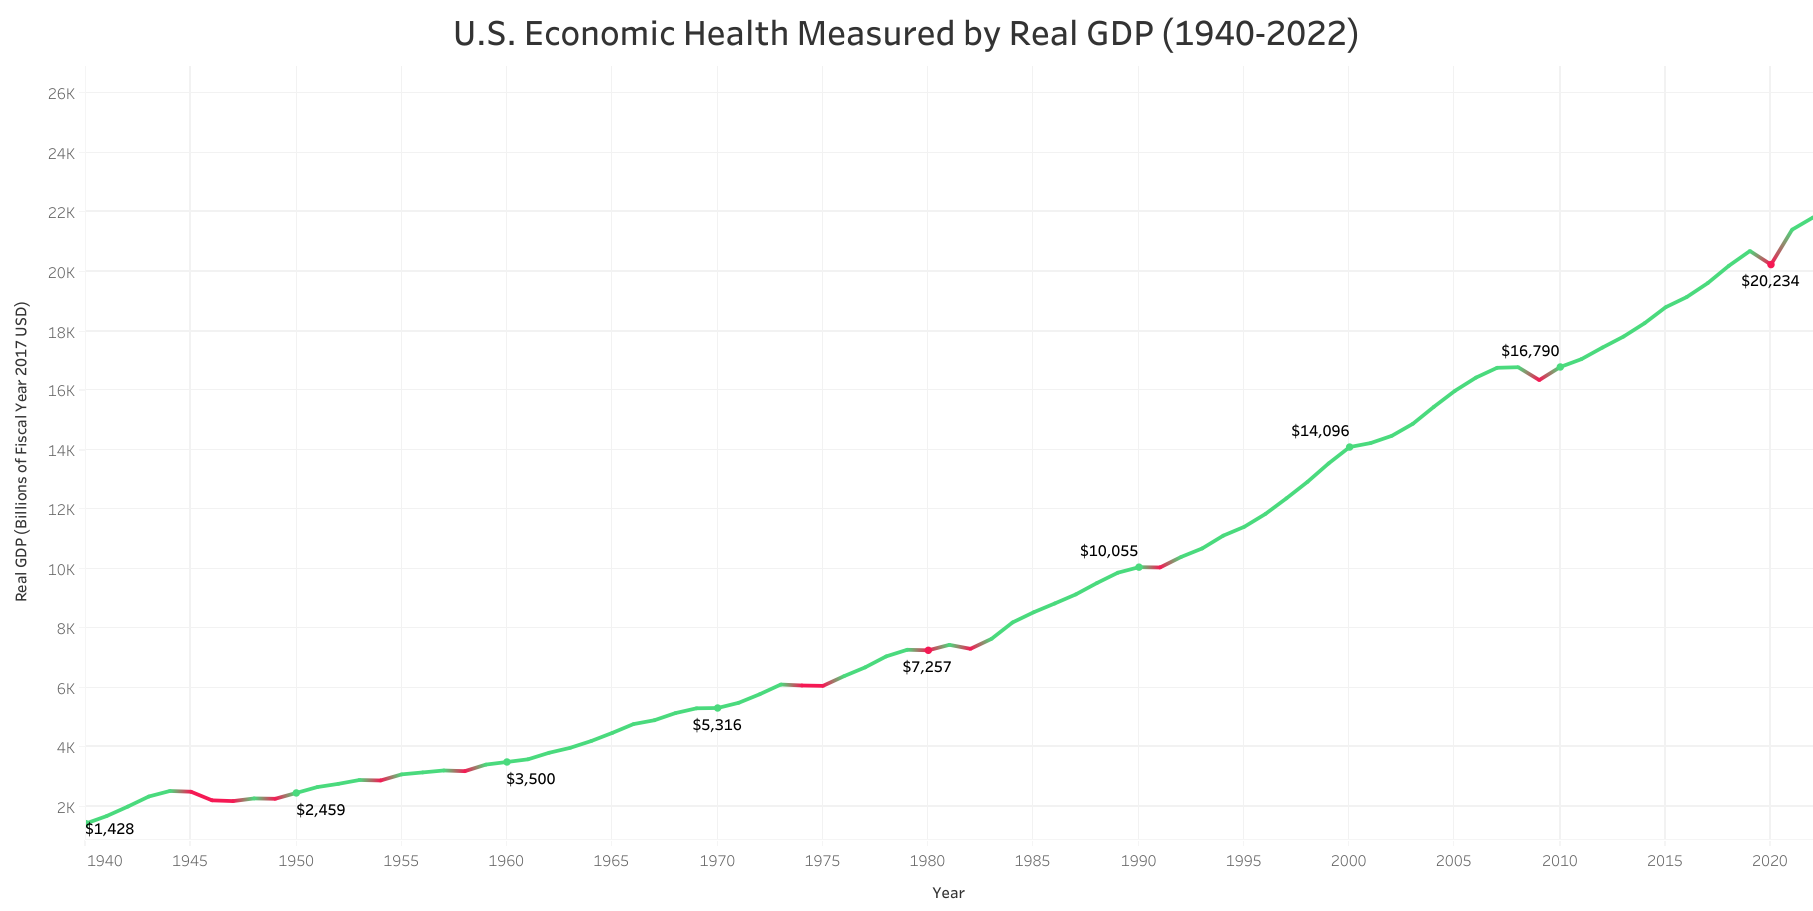 U.S. Economic Health Measured by Real GDP (1940-2022)
Real GDP (Billions of Fiscal Year 2017 USD)
26K
24K
22K
20K
18K
16K
14K
12K
10K
8K
6K
4K
2K
$1,428
$2,459
$3,500
$5,316
$7,257
$10,055
$14,096
$16,790
$20,234
1940 1945 1950 1955 1960 1965 1970 1975 1980 1985 1990 1995 2000 2005 2010 2015 2020
Year